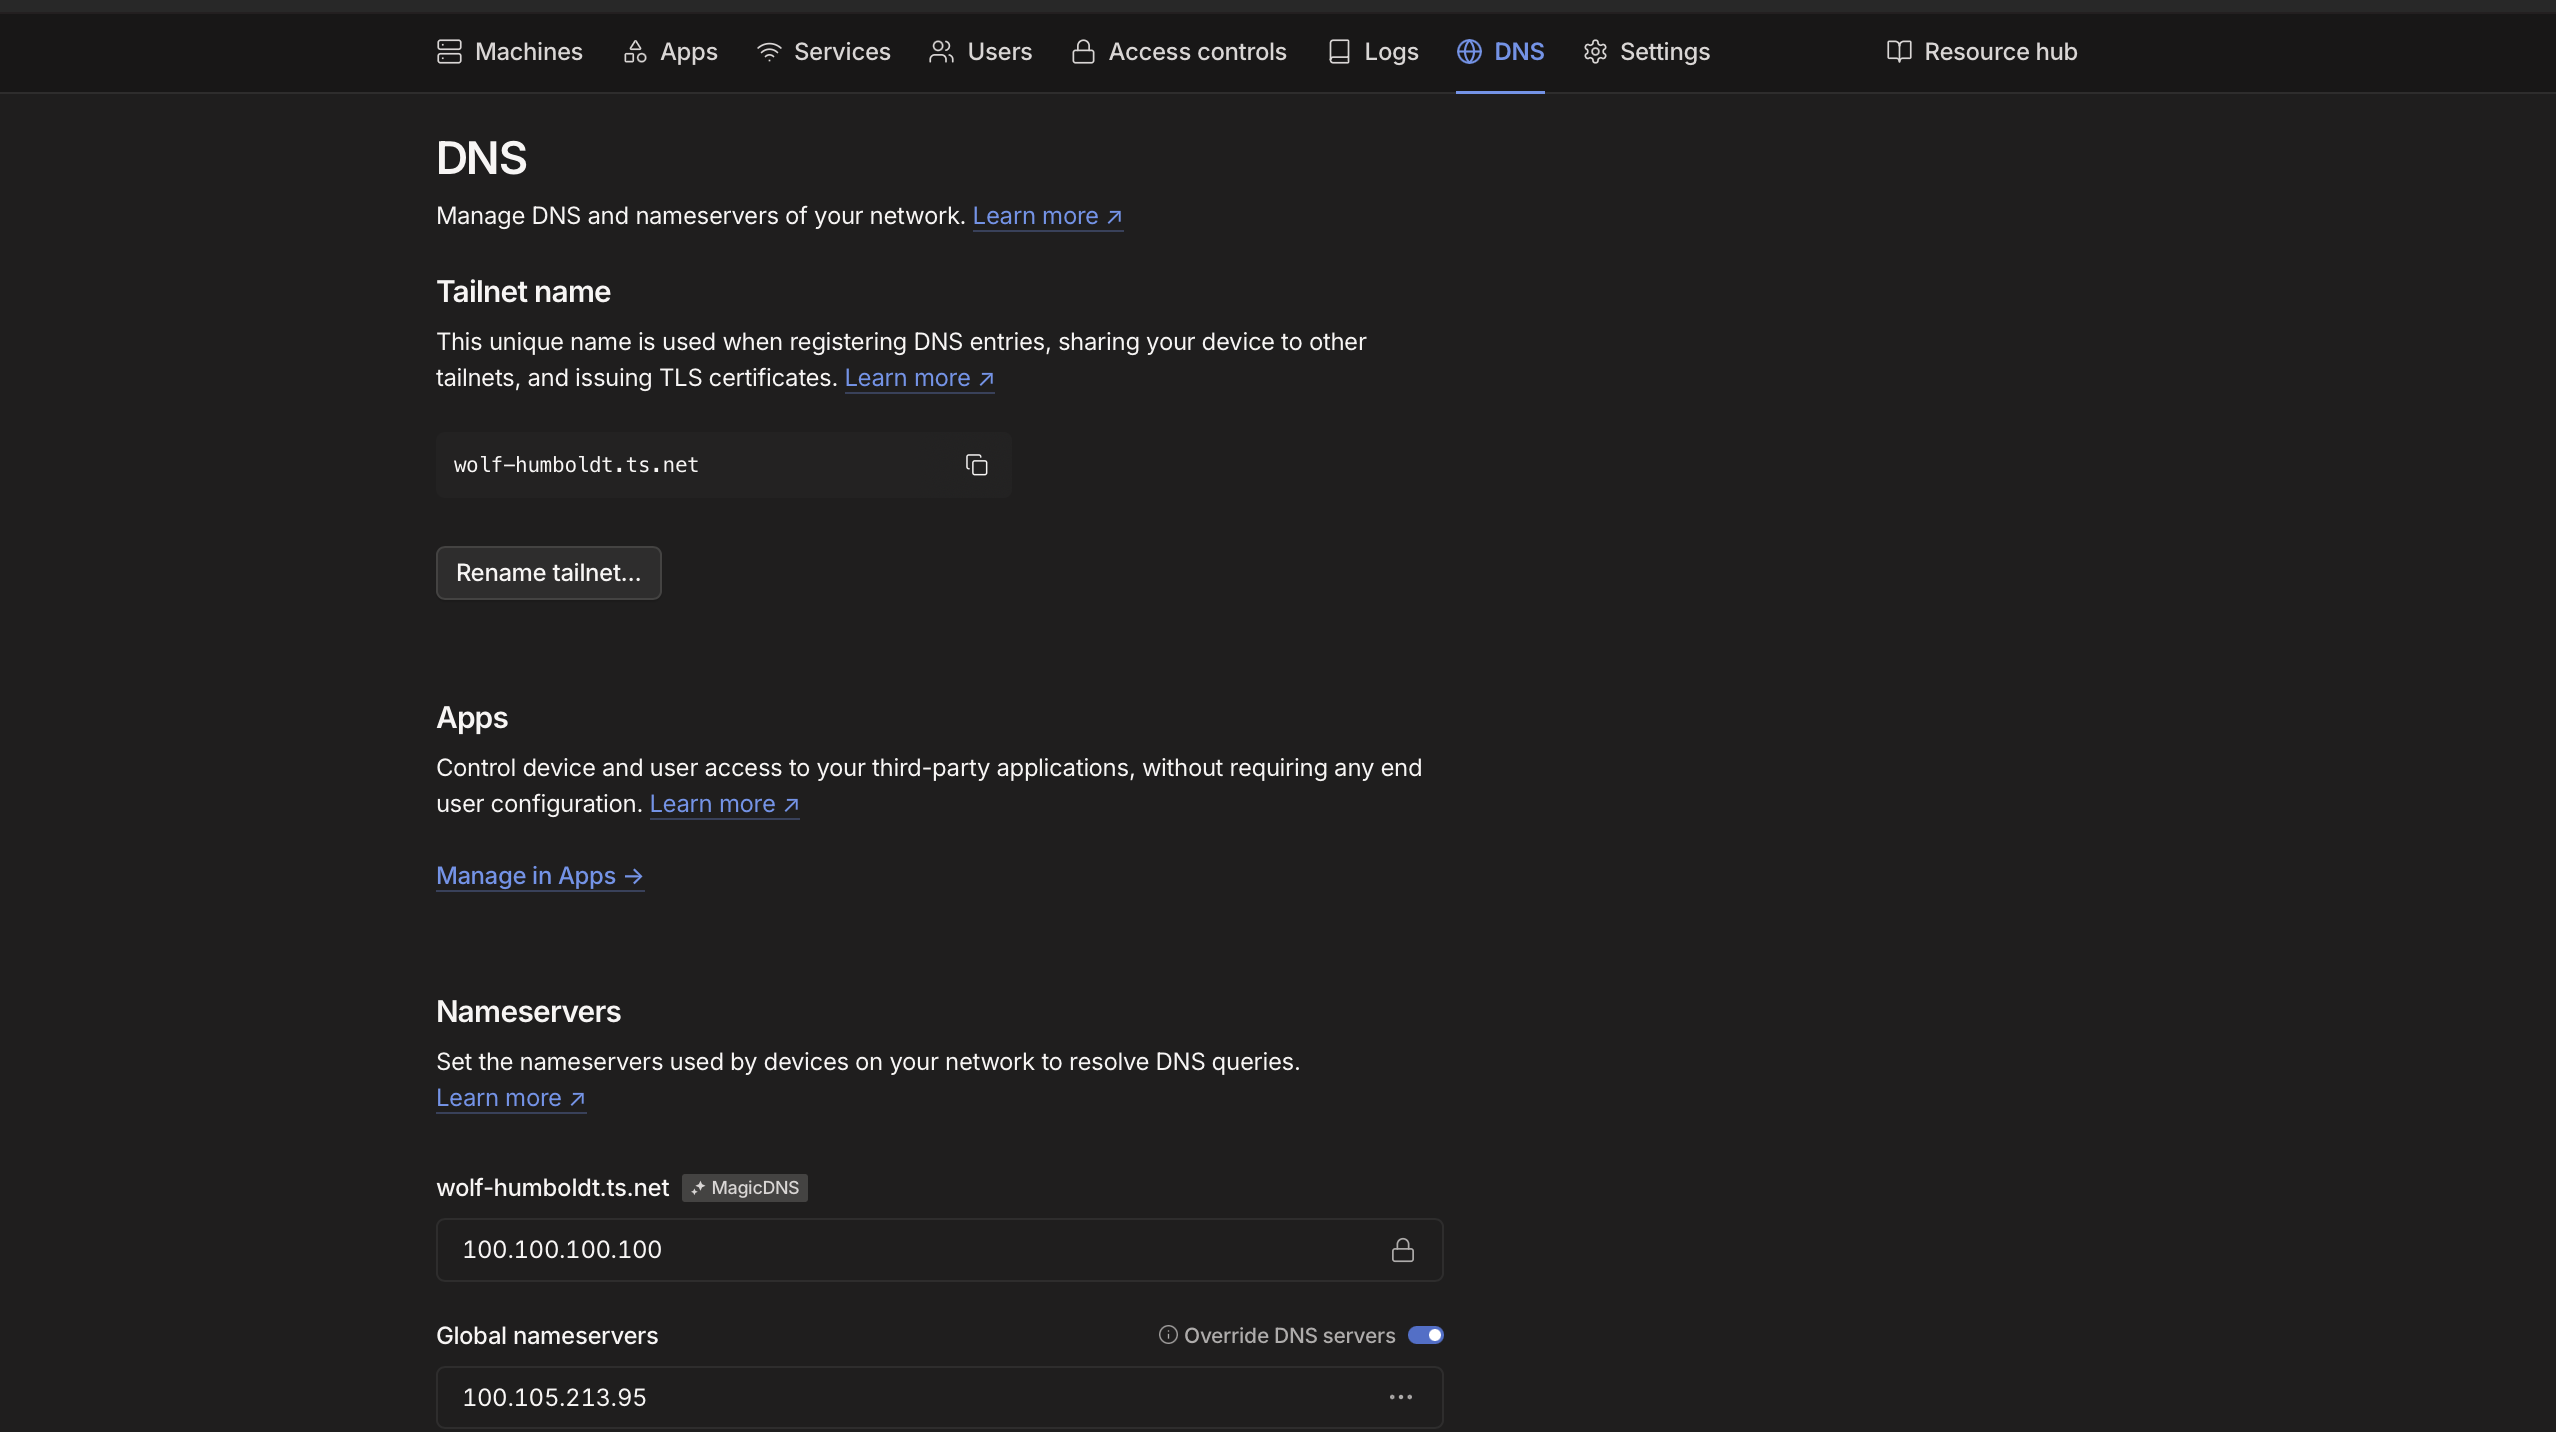 Machines Apps Services Users Access controls Logs DNS Settings Resource hub
DNS
Manage DNS and nameservers of your network. Learn more ↗
Tailnet name
This unique name is used when registering DNS entries, sharing your device to other
tailnets, and issuing TLS certificates. Learn more ↗
wolf-humboldt.ts.net
Rename tailnet...
Apps
Control device and user access to your third-party applications, without requiring any end
user configuration. Learn more ↗
Manage in Apps →
Nameservers
Set the nameservers used by devices on your network to resolve DNS queries.
Learn more ↗
wolf-humboldt.ts.net MagicDNS
100.100.100.100
Global nameservers Override DNS servers
100.105.213.95